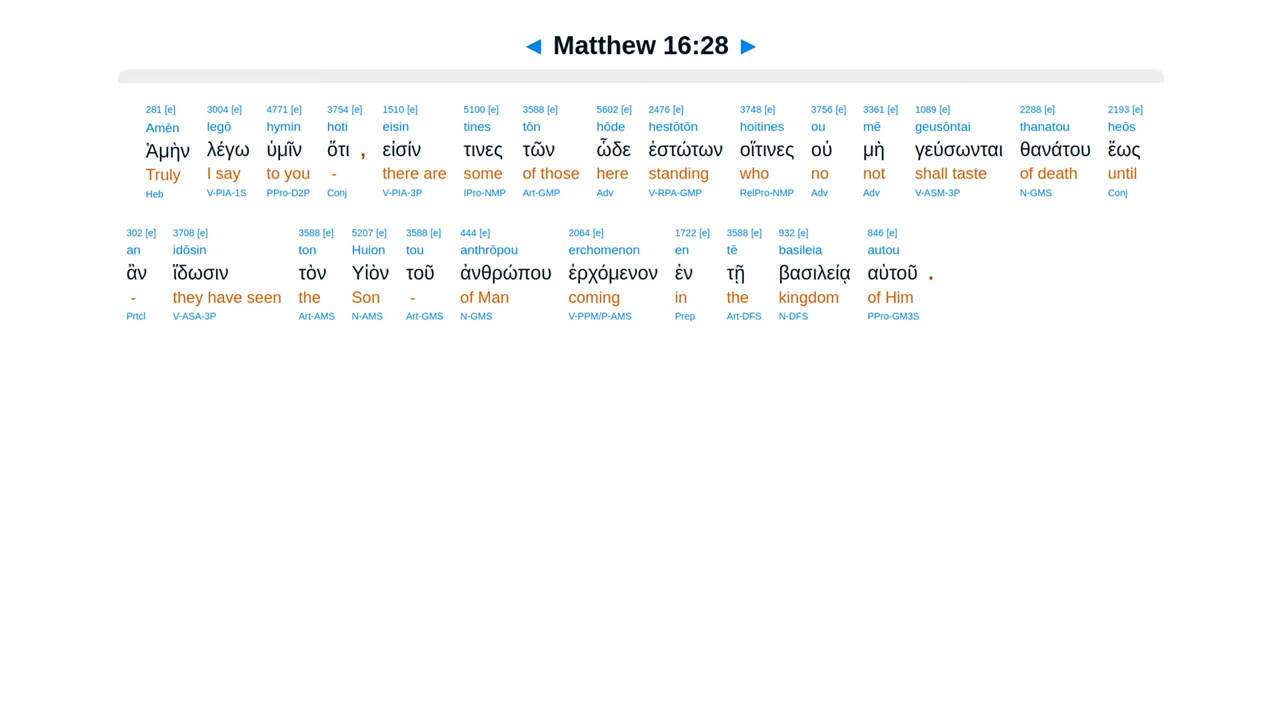 ◄ Matthew 16:28 ►
281 [e] 3004 [e] 4771 [e] 3754 [e] 1510 [e] 5100 [e] 3588 [e] 5602 [e] 2476 [e] 3748 [e] 3756 [e] 3361 [e] 1089 [e] 2288 [e] 2193 [e]
Amēn legō hymin hoti eisin tines tōn hōde hestōtōn hoitines ou mē geusōntai thanatou heōs
Ἀμὴν λέγω ὑμῖν ὅτι , εἰσίν τινες τῶν ὧδε ἑστώτων οἵτινες οὐ μὴ γεύσωνται θανάτου ἕως
Truly I say to you - there are some of those here standing who no not shall taste of death until
Heb V-PIA-1S PPro-D2P Conj V-PIA-3P IPro-NMP Art-GMP Adv V-RPA-GMP RelPro-NMP Adv Adv V-ASM-3P N-GMS Conj
302 [e] 3708 [e] 3588 [e] 5207 [e] 3588 [e] 444 [e] 2064 [e] 1722 [e] 3588 [e] 932 [e] 846 [e]
an idōsin ton Huion tou anthrōpou erchomenon en tē basileia autou
ἂν ἴδωσιν τὸν Υἱὸν τοῦ ἀνθρώπου ἐρχόμενον ἐν τῇ βασιλείᾳ αὐτοῦ .
- they have seen the Son - of Man coming in the kingdom of Him
Prtcl V-ASA-3P Art-AMS N-AMS Art-GMS N-GMS V-PPM/P-AMS Prep Art-DFS N-DFS PPro-GM3S